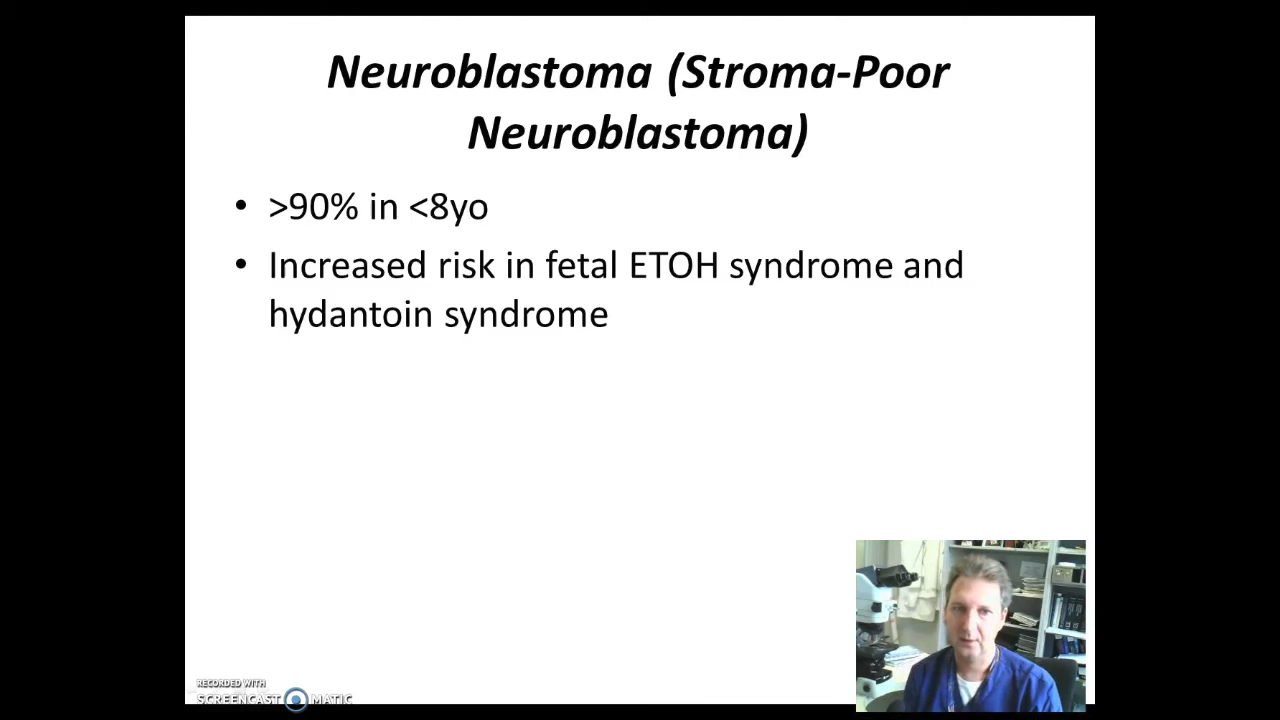 Neuroblastoma (Stroma-Poor
Neuroblastoma)
• >90% in <8yo
• Increased risk in fetal ETOH syndrome and
hydantoin syndrome
RECORDED WITH
SCREENCAST MATIC